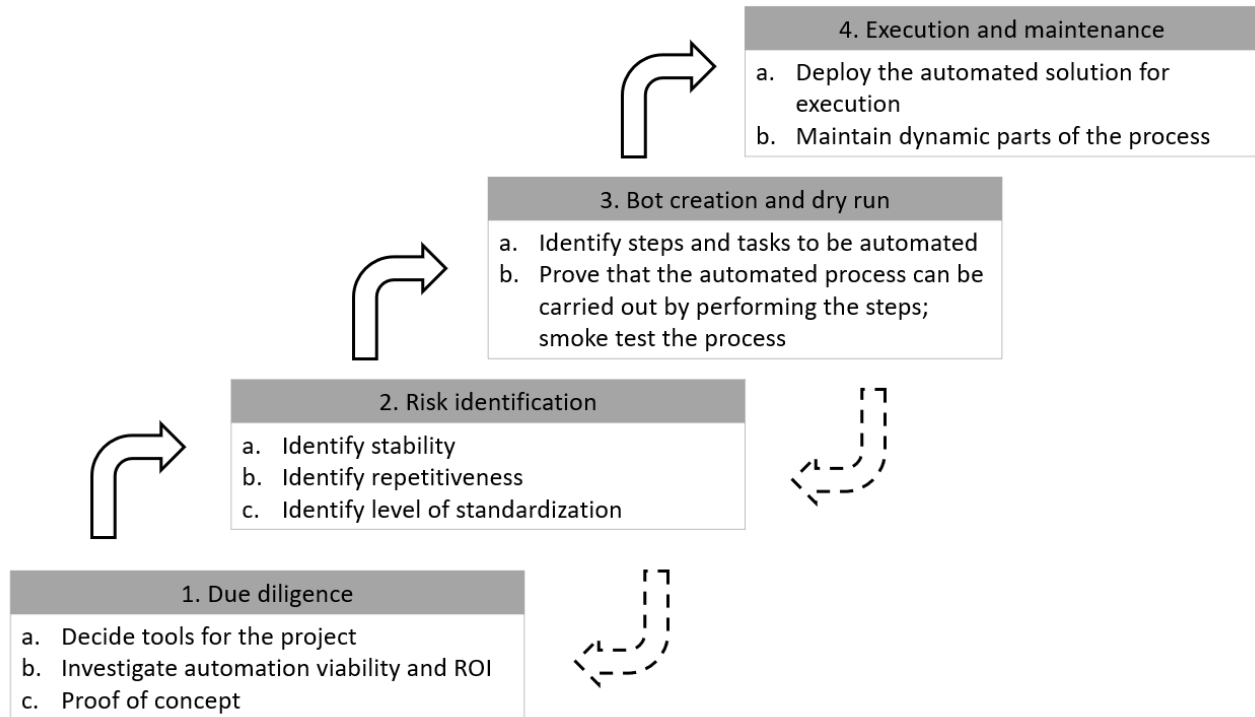 4. Execution and maintenance
a. Deploy the automated solution for
execution
b. Maintain dynamic parts of the process
3. Bot creation and dry run
a. Identify steps and tasks to be automated
b. Prove that the automated process can be
carried out by performing the steps;
smoke test the process
2. Risk identification
a. Identify stability
b. Identify repetitiveness
c. Identify level of standardization
1. Due diligence
a. Decide tools for the project
b. Investigate automation viability and ROI
c. Proof of concept